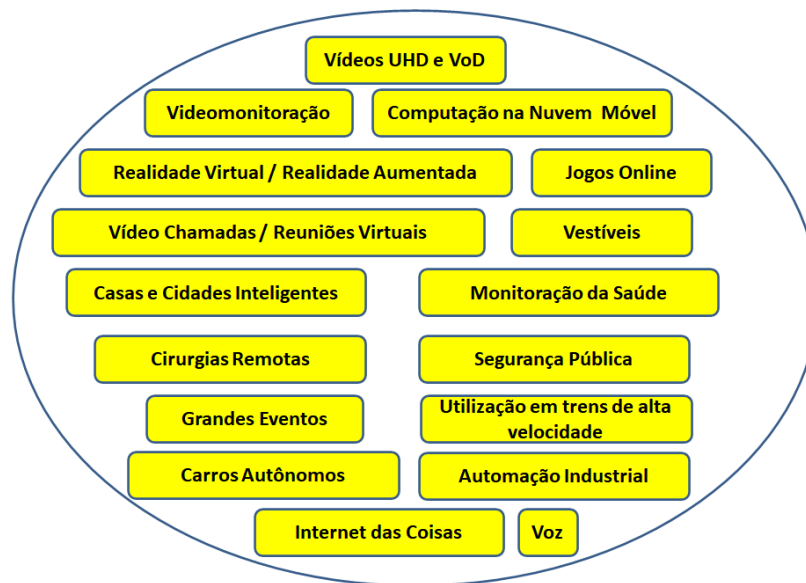 Vídeos UHD e VoD
Videomonitoração
Computação na Nuvem Móvel
Realidade Virtual / Realidade Aumentada
Jogos Online
Vídeo Chamadas / Reuniões Virtuais
Vestíveis
Casas e Cidades Inteligentes
Monitoração da Saúde
Cirurgias Remotas
Segurança Pública
Grandes Eventos
Utilização em trens de alta
velocidade
Carros Autônomos
Automação Industrial
Internet das Coisas
Voz